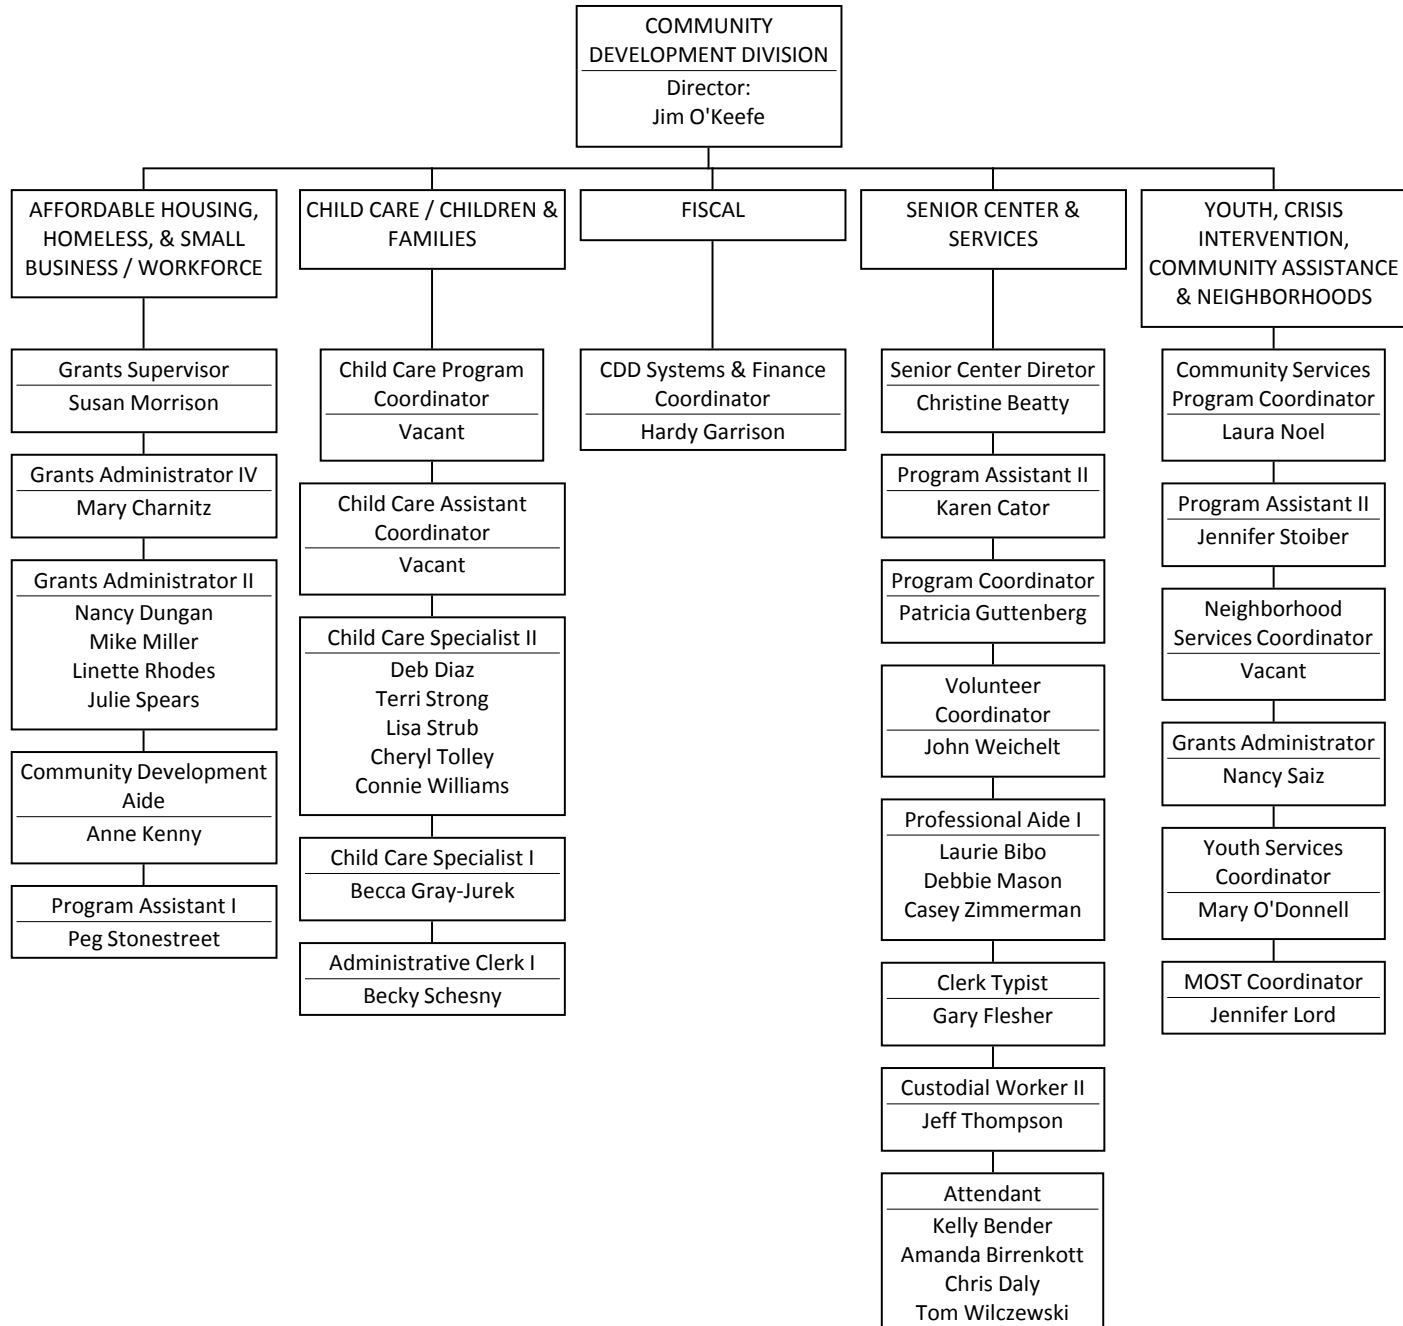 COMMUNITY
DEVELOPMENT DIVISION
Director:
Jim O'Keefe
AFFORDABLE HOUSING,
HOMELESS, & SMALL
BUSINESS / WORKFORCE
Grants Supervisor
Susan Morrison
Grants Administrator IV
Mary Charnitz
Grants Administrator II
Nancy Dungan
Mike Miller
Linette Rhodes
Julie Spears
Community Development
Aide
Anne Kenny
Program Assistant I
Peg Stonestreet
CHILD CARE / CHILDREN &
FAMILIES
Child Care Program
Coordinator
Vacant
Child Care Assistant
Coordinator
Vacant
Child Care Specialist II
Deb Diaz
Terri Strong
Lisa Strub
Cheryl Tolley
Connie Williams
Child Care Specialist I
Becca Gray-Jurek
Administrative Clerk I
Becky Schesny
FISCAL
CDD Systems & Finance
Coordinator
Hardy Garrison
SENIOR CENTER &
SERVICES
Senior Center Diretor
Christine Beatty
Program Assistant II
Karen Cator
Program Coordinator
Patricia Guttenberg
Volunteer
Coordinator
John Weichelt
Professional Aide I
Laurie Bibo
Debbie Mason
Casey Zimmerman
Clerk Typist
Gary Flesher
Custodial Worker II
Jeff Thompson
Attendant
Kelly Bender
Amanda Birrenkott
Chris Daly
Tom Wilczewski
YOUTH, CRISIS
INTERVENTION,
COMMUNITY ASSISTANCE
& NEIGHBORHOODS
Community Services
Program Coordinator
Laura Noel
Program Assistant II
Jennifer Stoiber
Neighborhood
Services Coordinator
Vacant
Grants Administrator
Nancy Saiz
Youth Services
Coordinator
Mary O'Donnell
MOST Coordinator
Jennifer Lord